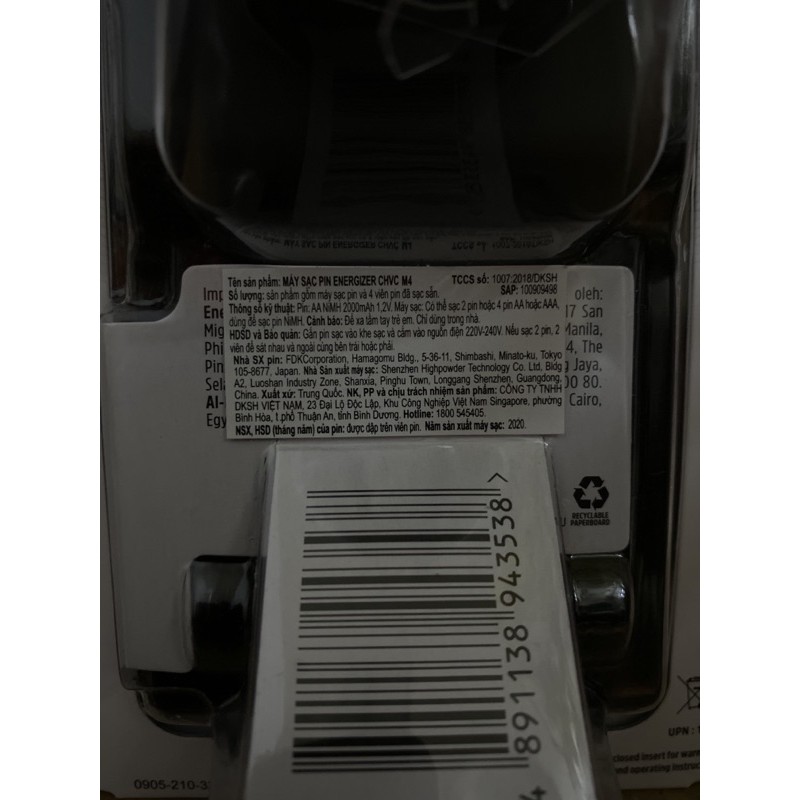 Tên sản phẩm: MÁY SẠC PIN ENERGIZER CHVC M4 TCCS số: 1007:2018/DKSH
Số lượng: sản phẩm gồm máy sạc pin và 4 viên pin đã sạc sẵn. SAP: 100909498
Thông số kỹ thuật: Pin: AA NiMH 2000mAh 1,2V. Máy sạc: Có thể sạc 2 pin hoặc 4 pin AA hoặc AAA,
dùng để sạc pin NiMH. Cảnh báo: Để xa tầm tay trẻ em. Chỉ dùng trong nhà.
HDSD và Bảo quản: Gắn pin sạc vào khe sạc và cắm vào nguồn điện 220V-240V. Nếu sạc 2 pin, 2
viên để sát nhau và ngoài cùng bên trái hoặc phải.
Nhà SX pin: FDKCorporation, Hamagomu Bldg., 5-36-11, Shimbashi, Minato-ku, Tokyo
105-8677, Japan. Nhà Sản xuất máy sạc: Shenzhen Highpowder Technology Co. Ltd, Bldg
A2, Luoshan Industry Zone, Shanxia, Pinghu Town, Longgang Shenzhen, Guangdong,
China. Xuất xứ: Trung Quốc. NK, PP và chịu trách nhiệm sản phẩm: CÔNG TY TNHH
DKSH VIỆT NAM, 23 Đại Lộ Độc Lập, Khu Công Nghiệp Việt Nam Singapore, phường
Bình Hòa, t.phố Thuận An, tỉnh Bình Dương. Hotline: 1800 545405.
NSX, HSD (tháng năm) của pin: được dập trên viên pin. Năm sản xuất máy sạc: 2020.
oleh:
San
Manila,
The
Jaya,
00 80.
Cairo,
RECYCLABLE
PAPERBOARD
891138 943538 >
4
UPN :
0905-210-3
insert for
and operating